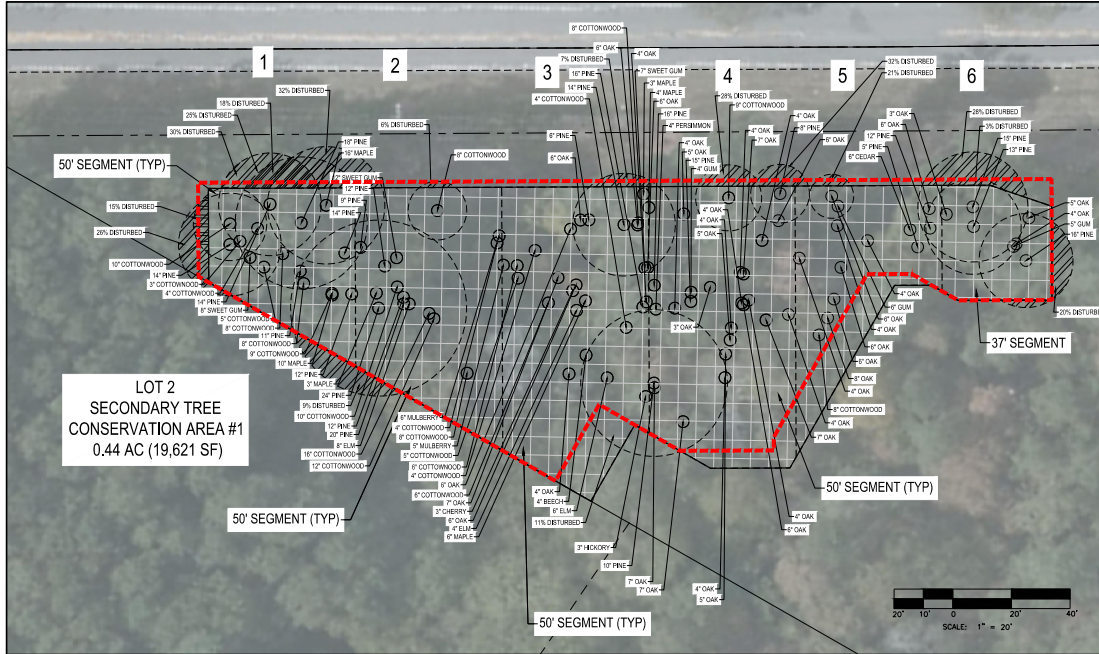 8" COTTONWOOD
6" OAK
4" OAK
7% DISTURBED
7" SWEET GUM
16" PINE
3" MAPLE
14" PINE
4" MAPLE
4" COTTONWOOD
6" OAK
16" PINE
4" PERSIMMON
1
2
3
4
5
6
32% DISTURBED
21% DISTURBED
32% DISTURBED
18% DISTURBED
25% DISTURBED
30% DISTURBED
6% DISTURBED
28% DISTURBED
9" COTTONWOOD
4" OAK
8" PINE
6" OAK
4" OAK
7" OAK
3" OAK
6" OAK
12" PINE
5" PINE
6" CEDAR
28% DISTURBED
3% DISTURBED
15" PINE
13" PINE
18" PINE
16" MAPLE
50' SEGMENT (TYP)
8" COTTONWOOD
6" PINE
6" OAK
4" OAK
5" OAK
15" PINE
4" GUM
SWEET GUM
12" PINE
9" PINE
14" PINE
15% DISTURBED
26% DISTURBED
4" OAK
4" OAK
5" OAK
5" OAK
4" OAK
5" GUM
16" PINE
10" COTTONWOOD
14" PINE
3" COTTOWNOOD
4" COTTONWOOD
14" PINE
8" SWEET GUM
5" COTTONWOOD
8" COTTONWOOD
11" PINE
8" COTTONWOOD
9" COTTONWOOD
10" MAPLE
12" PINE
3" MAPLE
24" PINE
9% DISTURBED
10" COTTONWOOD
12" PINE
20" PINE
8" ELM
16" COTTONWOOD
12" COTTONWOOD
3" OAK
4" OAK
6" GUM
6" OAK
4" OAK
6" OAK
6" OAK
8" OAK
4" OAK
8" COTTONWOOD
4" OAK
7" OAK
20% DISTURBED
37' SEGMENT
LOT 2
SECONDARY TREE
CONSERVATION AREA #1
0.44 AC (19,621 SF)
6" MULBERRY
4" COTTONWOOD
8" COTTONWOOD
5" MULBERRY
5" COTTONWOOD
6" COTTOWNOOD
4" COTTONWOOD
6" OAK
6" COTTONWOOD
7" OAK
3" CHERRY
6" OAK
4" ELM
6" MAPLE
50' SEGMENT (TYP)
4" OAK
4" BEECH
6" ELM
11% DISTURBED
3" HICKORY
10" PINE
7" OAK
7" OAK
4" OAK
5" OAK
4" OAK
6" OAK
50' SEGMENT (TYP)
50' SEGMENT (TYP)
20' 10' 0 20' 40'
SCALE: 1" = 20'